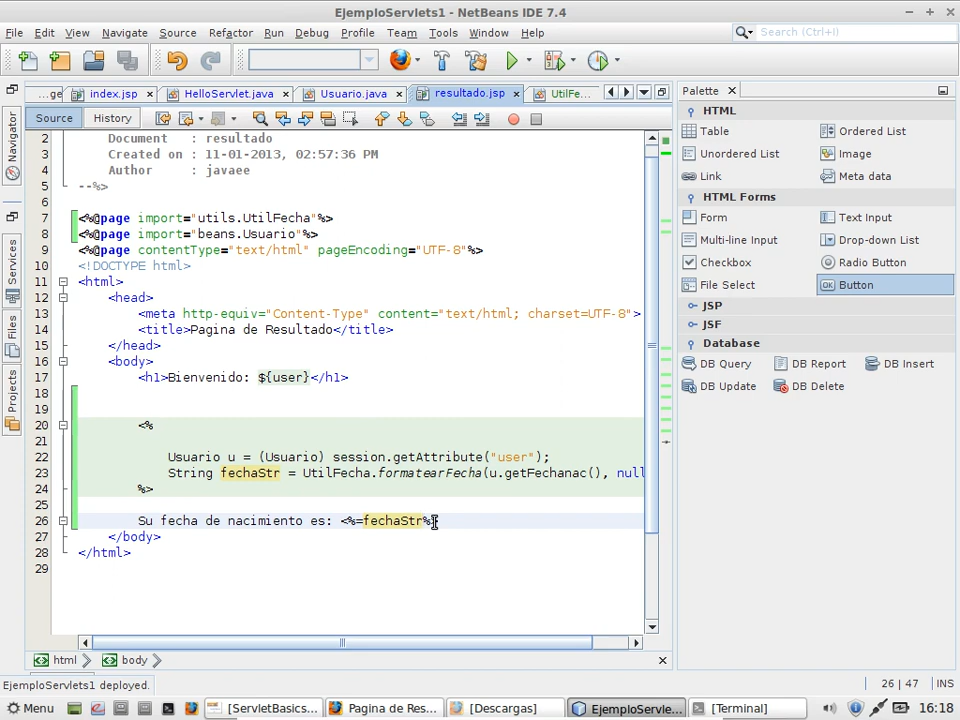 EjemploServlets1 - NetBeans IDE 7.4
File Edit View Navigate Source Refactor Run Debug Profile Team Tools Window Help
Search (Ctrl+I)
...ge index.jsp HelloServlet.java Usuario.java resultado.jsp UtilFe...
Source History
2 Document : resultado
3 Created on : 11-01-2013, 02:57:36 PM
4 Author : javaee
5 --%>
6
7 <%@page import="utils.UtilFecha"%>
8 <%@page import="beans.Usuario"%>
9 <%@page contentType="text/html" pageEncoding="UTF-8"%>
10 <!DOCTYPE html>
11 <html>
12 <head>
13 <meta http-equiv="Content-Type" content="text/html; charset=UTF-8">
14 <title>Pagina de Resultado</title>
15 </head>
16 <body>
17 <h1>Bienvenido: ${user}</h1>
18
19
20 <%
21
22 Usuario u = (Usuario) session.getAttribute("user");
23 String fechaStr = UtilFecha.formatearFecha(u.getFechanac(), null
24 %>
25
26 Su fecha de nacimiento es: <%=fechaStr%>
27 </body>
28 </html>
29
html body
EjemploServlets1 deployed.
26 | 47 INS
Navigator
Services
Files
Projects
Palette
HTML
Table Ordered List
Unordered List Image
Link Meta data
HTML Forms
Form Text Input
Multi-line Input Drop-down List
Checkbox Radio Button
File Select Button
JSP
JSF
Database
DB Query DB Report DB Insert
DB Update DB Delete
Menu [ServletBasics... Pagina de Res... [Descargas] EjemploServle... [Terminal] 16:18